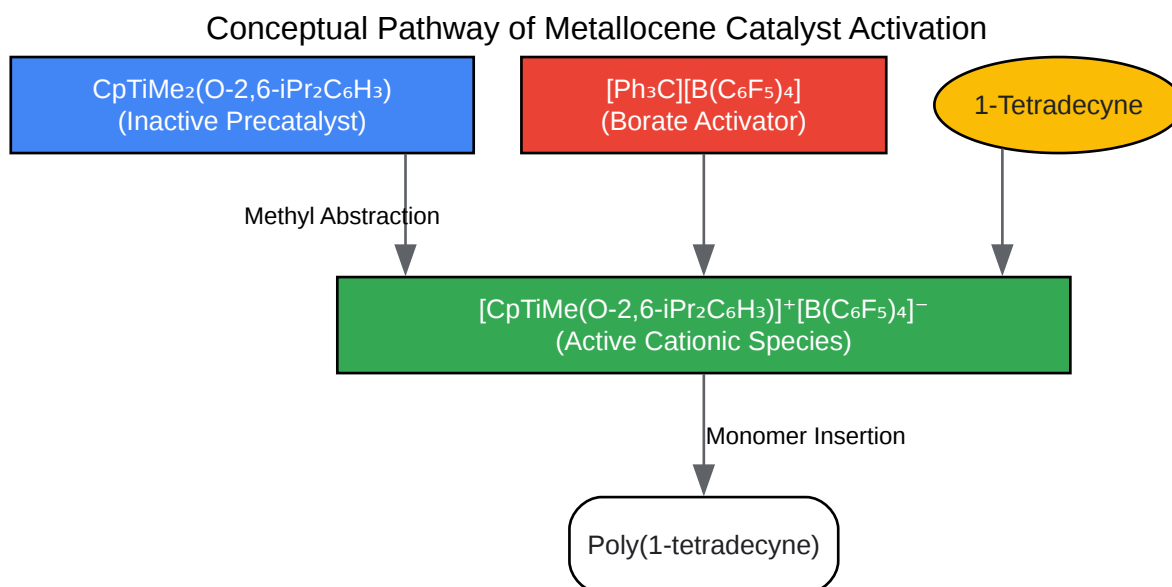 Conceptual Pathway of Metallocene Catalyst Activation
CpTiMe₂(O-2,6-iPr₂C₆H₃)
(Inactive Precatalyst)
[Ph₃C][B(C₆F₅)₄]
(Borate Activator)
1-Tetradecyne
Methyl Abstraction
[CpTiMe(O-2,6-iPr₂C₆H₃)]⁺[B(C₆F₅)₄]⁻
(Active Cationic Species)
Monomer Insertion
Poly(1-tetradecyne)